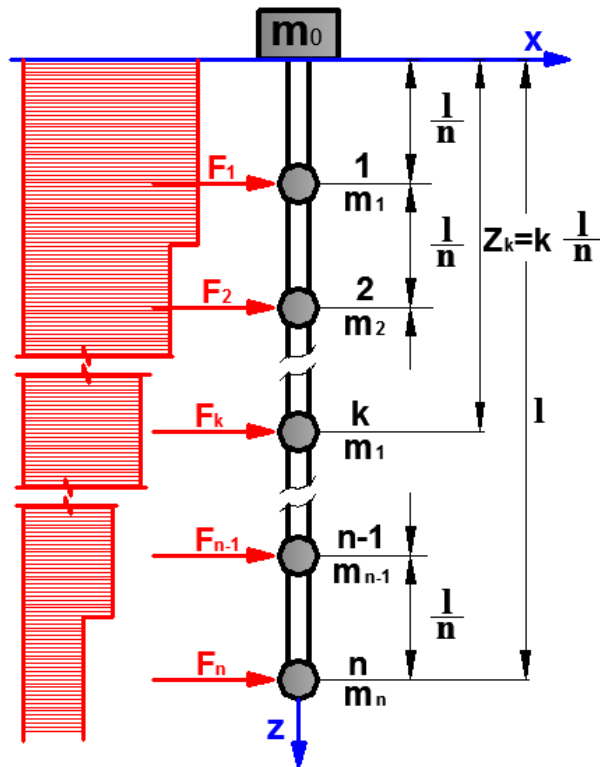 m₀
x
l/n
F₁
1
m₁
l/n
Zₖ=k l/n
F₂
2
m₂
l
Fₖ
k
m₁
Fₙ₋₁
n-1
mₙ₋₁
l/n
Fₙ
n
mₙ
z